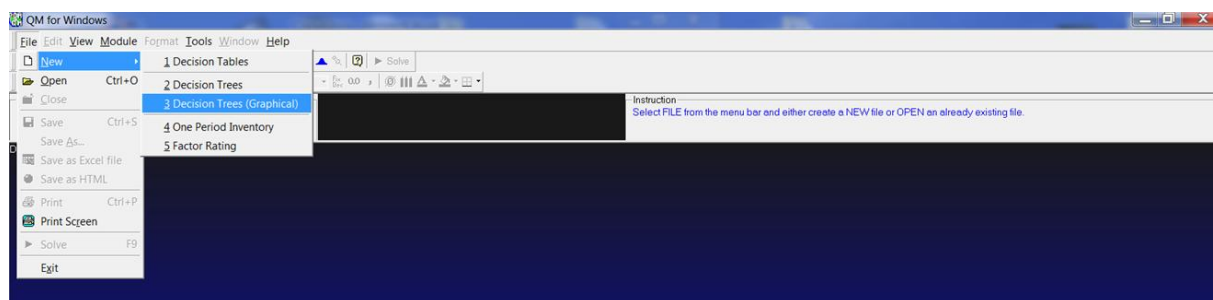 QM for Windows
File Edit View Module Format Tools Window Help
New
Open Ctrl+O
Close
Save Ctrl+S
Save As...
Save as Excel file
Save as HTML
Print Ctrl+P
Print Screen
Solve F9
Exit
1 Decision Tables
2 Decision Trees
3 Decision Trees (Graphical)
4 One Period Inventory
5 Factor Rating
Solve
0.0 ,
Instruction
Select FILE from the menu bar and either create a NEW file or OPEN an already existing file.